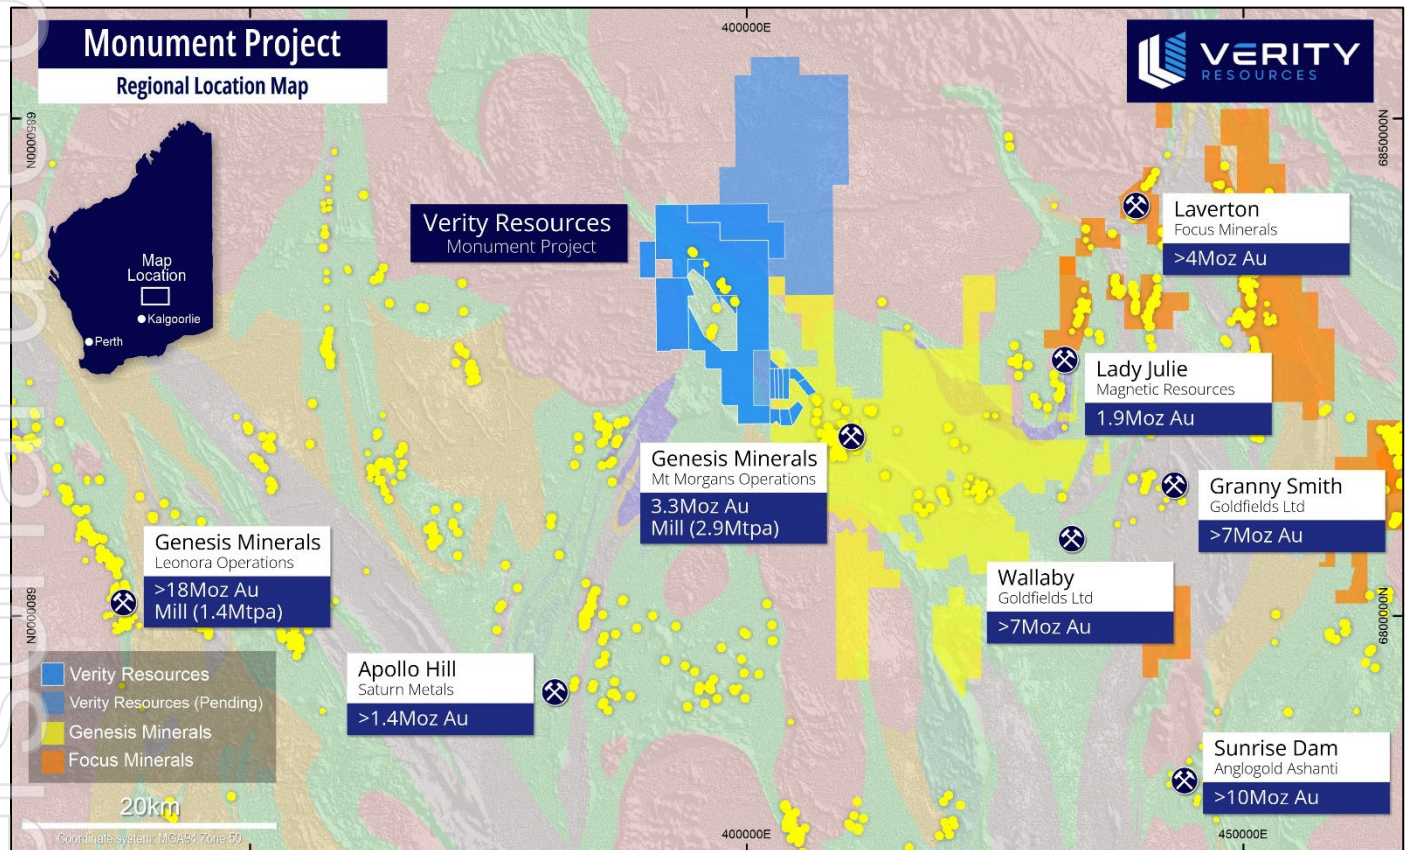 Monument Project
Regional Location Map
400000E
VERITY
RESOURCES
6850000N
6850000N
Map
Location
Kalgoorlie
Perth
Verity Resources
Monument Project
Laverton
Focus Minerals
>4Moz Au
Lady Julie
Magnetic Resources
1.9Moz Au
Genesis Minerals
Mt Morgans Operations
3.3Moz Au
Mill (2.9Mtpa)
Granny Smith
Goldfields Ltd
>7Moz Au
Genesis Minerals
Leonora Operations
>18Moz Au
Mill (1.4Mtpa)
Wallaby
Goldfields Ltd
>7Moz Au
6800000N
6800000N
Apollo Hill
Saturn Metals
>1.4Moz Au
Verity Resources
Verity Resources (Pending)
Genesis Minerals
Focus Minerals
Sunrise Dam
Anglogold Ashanti
>10Moz Au
20km
Coordinate system: MGA94 Zone 50
400000E
450000E